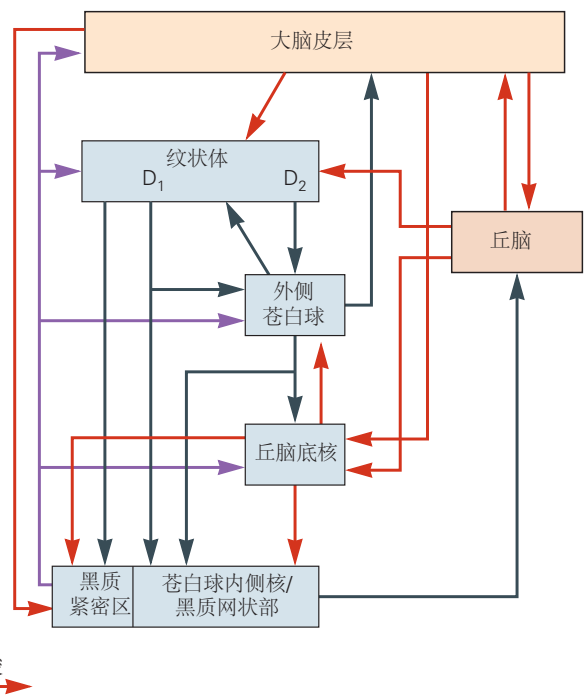 大脑皮层
纹状体
D₁ D₂
丘脑
外侧
苍白球
丘脑底核
黑质
紧密区
苍白球内侧核/
黑质网状部